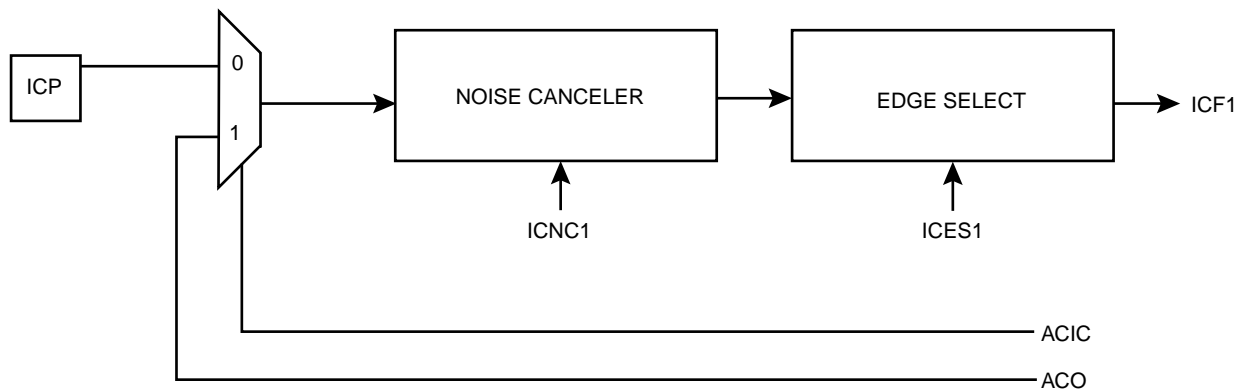 ICP
0
1
NOISE CANCELER
EDGE SELECT
ICF1
ICNC1
ICES1
ACIC
ACO